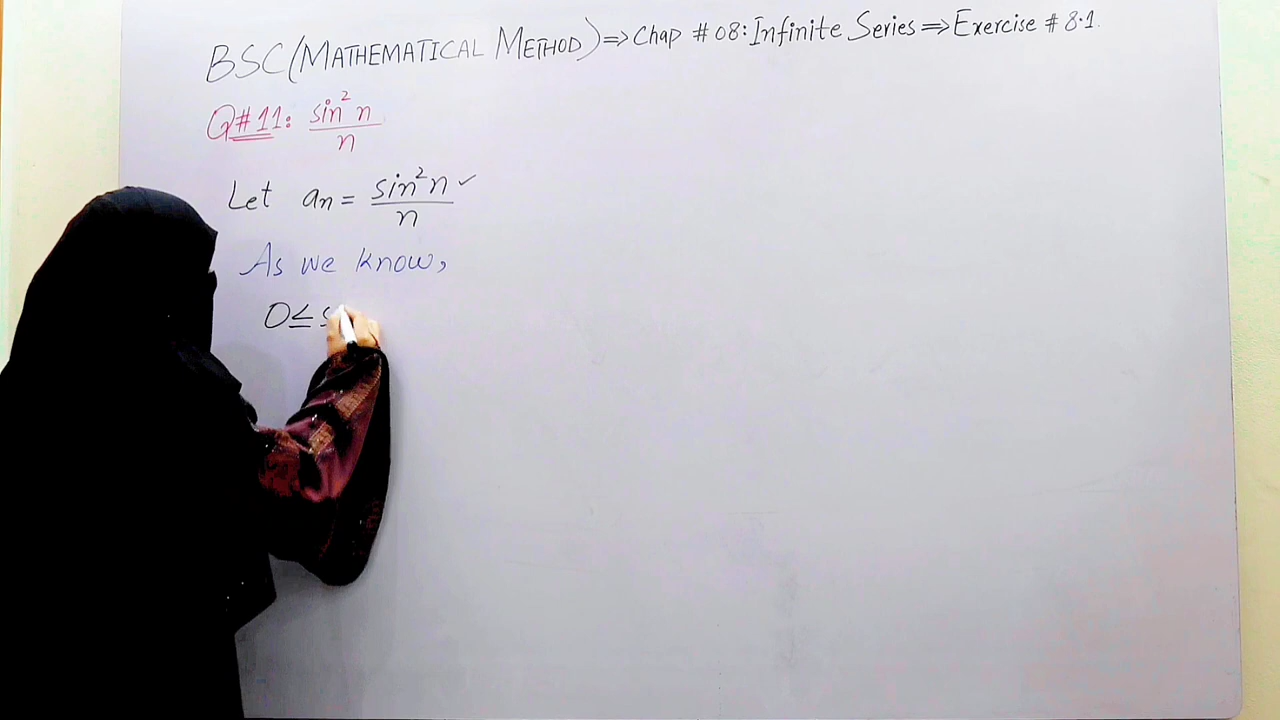 BSC(MATHEMATICAL METHOD)⇒Chap # 08: Infinite Series⇒Exercise # 8.1.
Q#11: sin²n/n
Let an = sin²n/n ✓
As we know,
0≤s